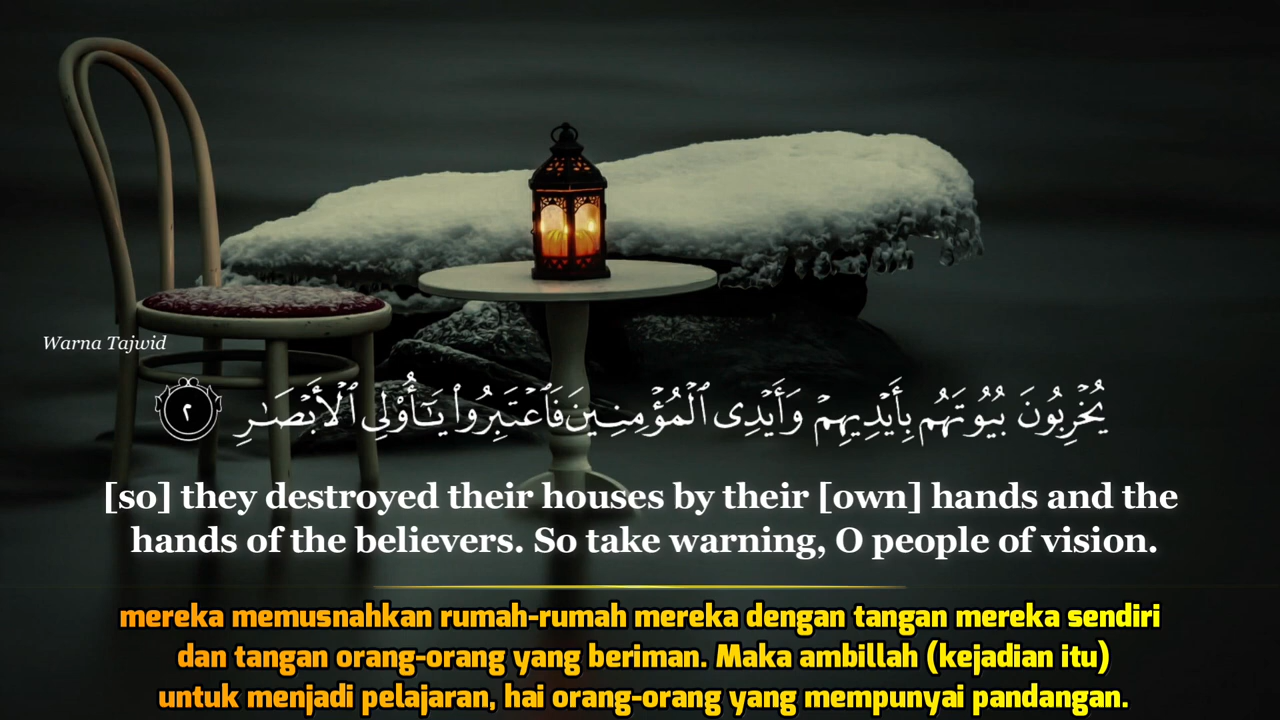 Warna Tajwid
يُخْرِبُونَ بُيُوتَهُم بِأَيْدِيهِمْ وَأَيْدِى ٱلْمُؤْمِنِينَ فَٱعْتَبِرُوا۟ يَـٰٓأُو۟لِى ٱلْأَبْصَـٰرِ ٢
[so] they destroyed their houses by their [own] hands and the
hands of the believers. So take warning, O people of vision.
mereka memusnahkan rumah-rumah mereka dengan tangan mereka sendiri
dan tangan orang-orang yang beriman. Maka ambillah (kejadian itu)
untuk menjadi pelajaran, hai orang-orang yang mempunyai pandangan.